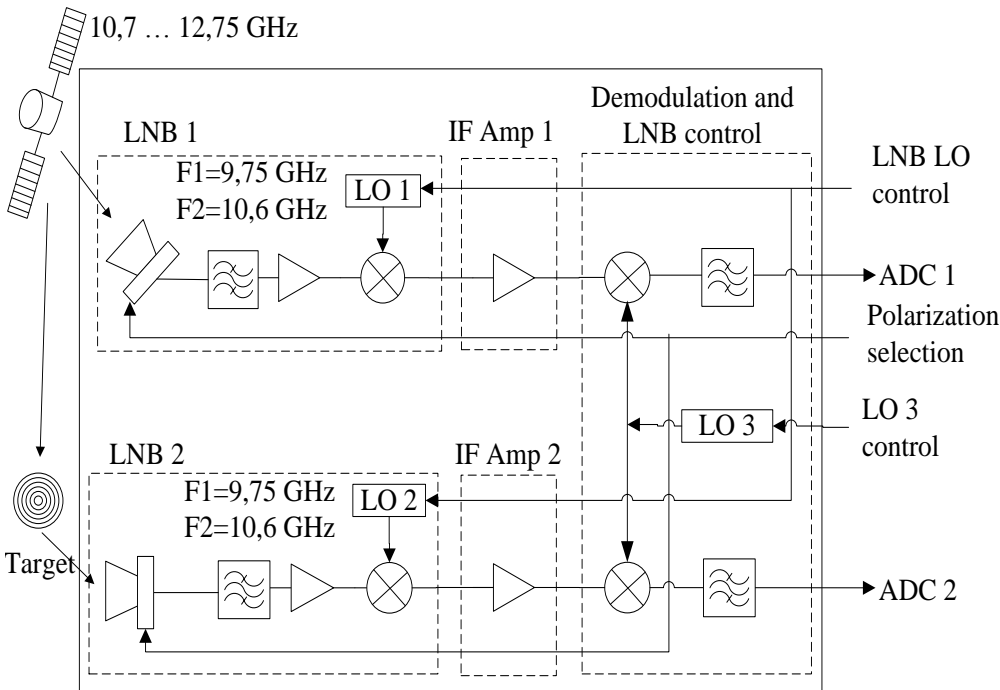 10,7 … 12,75 GHz
Demodulation and
LNB control
LNB 1
IF Amp 1
F1=9,75 GHz
F2=10,6 GHz
LO 1
LNB LO
control
ADC 1
Polarization
selection
LO 3
LO 3
control
LNB 2
IF Amp 2
F1=9,75 GHz
F2=10,6 GHz
LO 2
Target
ADC 2